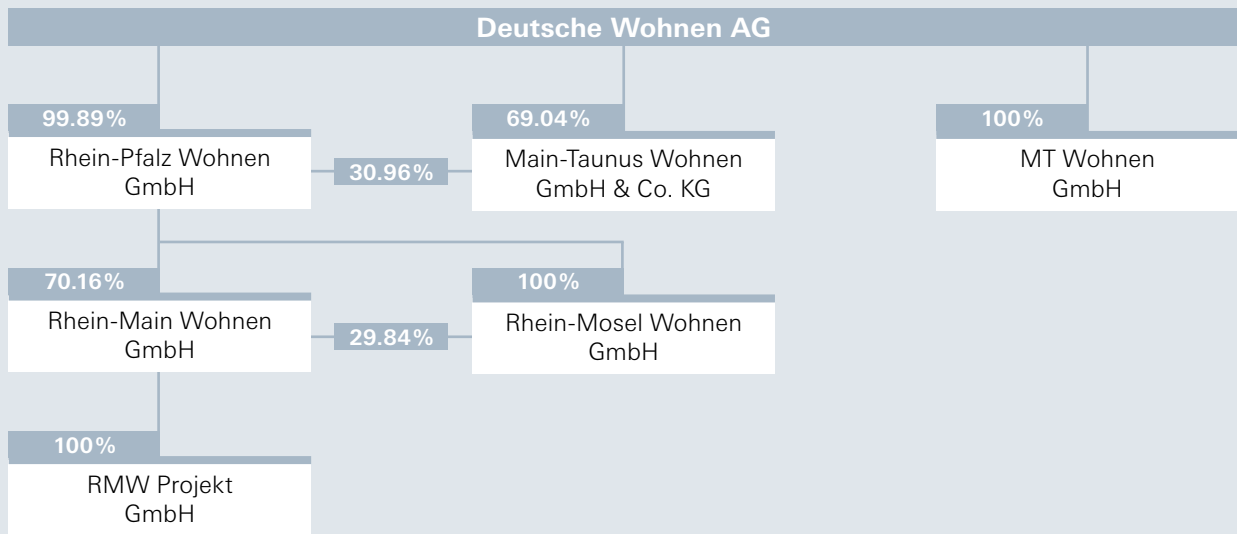 Deutsche Wohnen AG
99.89%
69.04%
100%
Rhein-Pfalz Wohnen
GmbH
30.96%
Main-Taunus Wohnen
GmbH & Co. KG
MT Wohnen
GmbH
70.16%
100%
Rhein-Main Wohnen
GmbH
29.84%
Rhein-Mosel Wohnen
GmbH
100%
RMW Projekt
GmbH